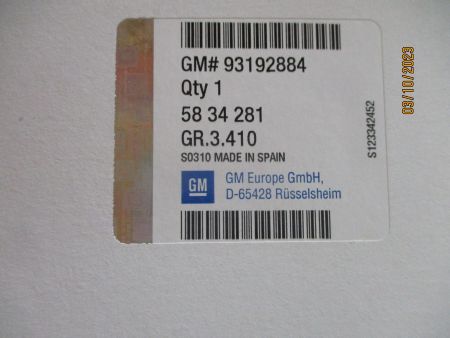 GM# 93192884
Qty 1
58 34 281
GR.3.410
S0310 MADE IN SPAIN
GM
GM Europe GmbH,
D-65428 Rüsselsheim
S123342452
03/10/2023